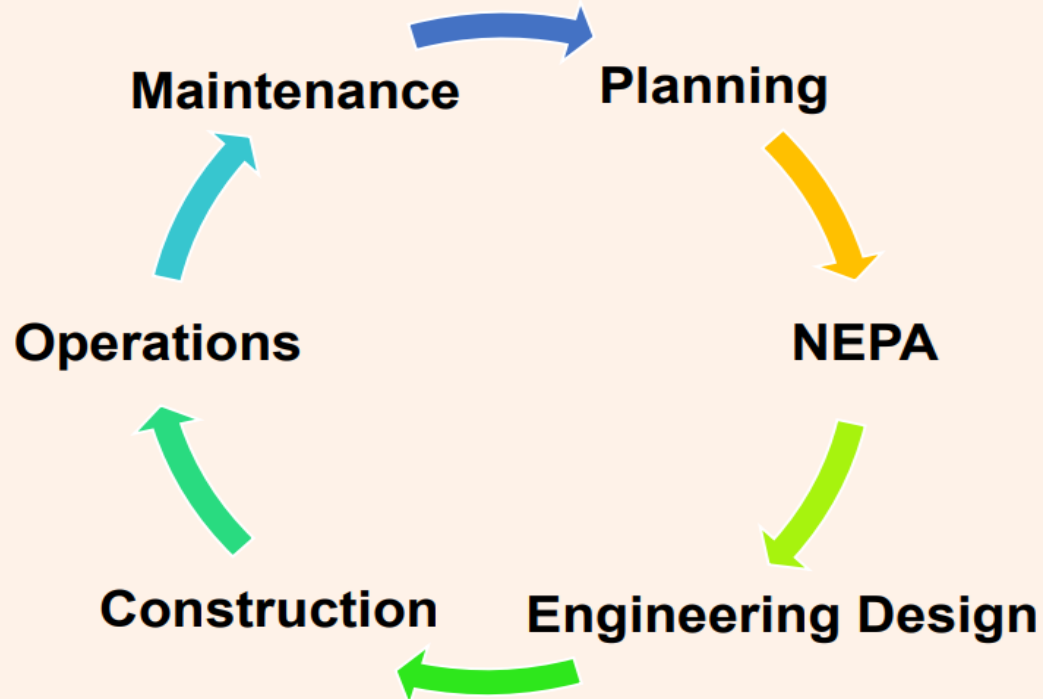 Maintenance
Planning
NEPA
Engineering Design
Construction
Operations